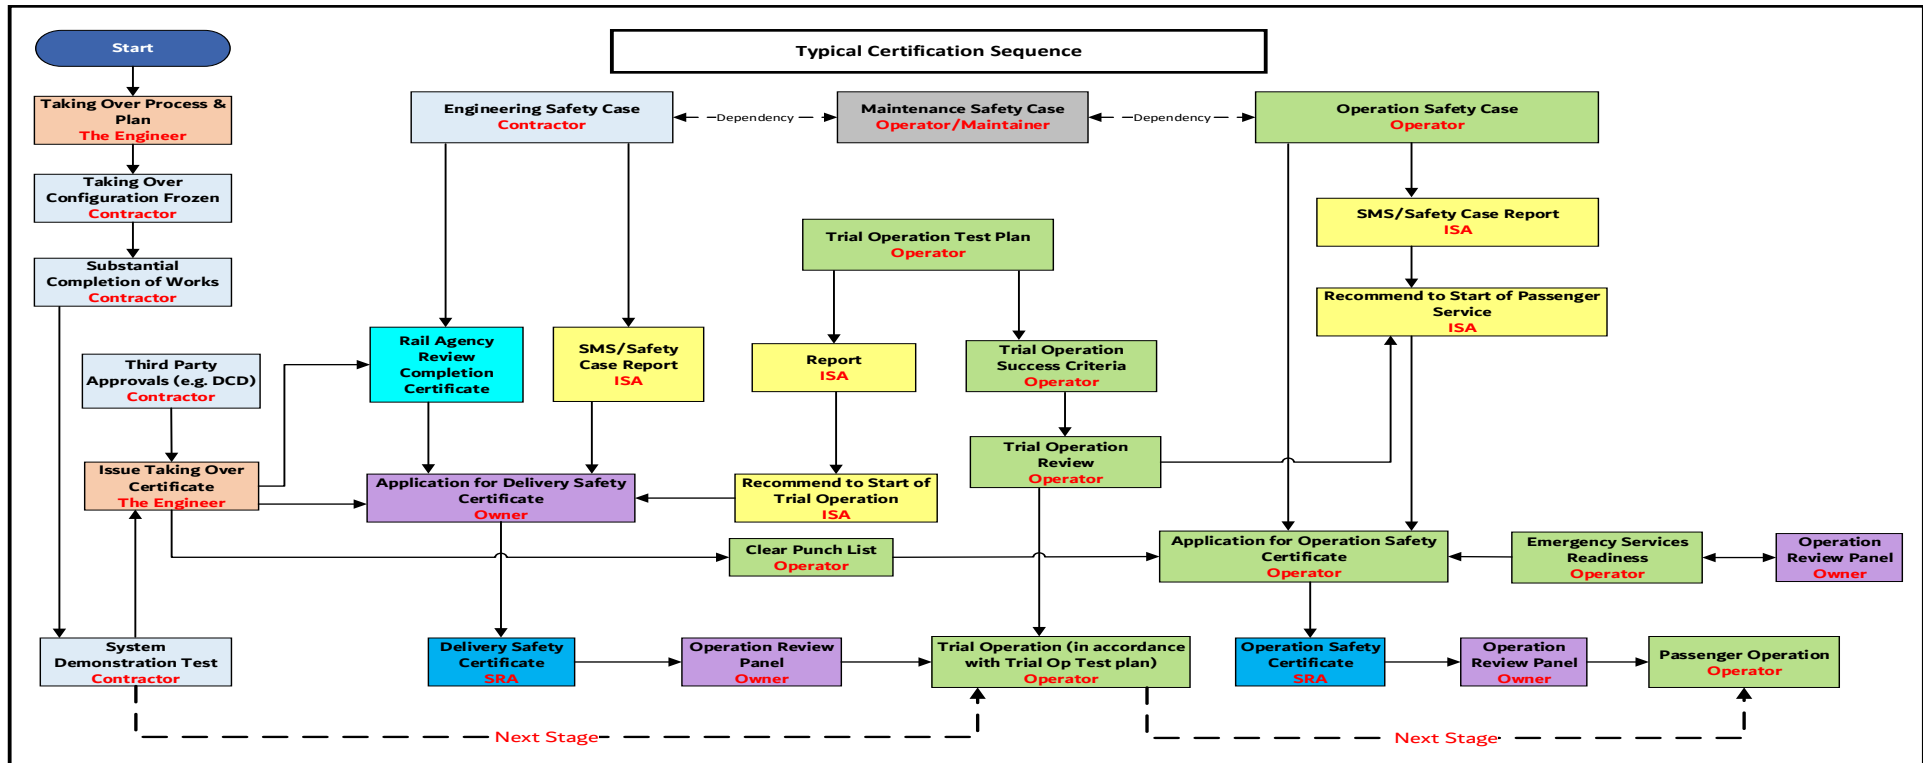 Start
Typical Certification Sequence
Taking Over Process &
Plan
The Engineer
Engineering Safety Case
Contractor
Dependency
Maintenance Safety Case
Operator/Maintainer
Dependency
Operation Safety Case
Operator
Taking Over
Configuration Frozen
Contractor
SMS/Safety Case Report
ISA
Trial Operation Test Plan
Operator
Substantial
Completion of Works
Contractor
Recommend to Start of Passenger
Service
ISA
Third Party
Approvals (e.g. DCD)
Contractor
Rail Agency
Review
Completion
Certificate
SMS/Safety
Case Report
ISA
Report
ISA
Trial Operation
Success Criteria
Operator
Trial Operation
Review
Operator
Issue Taking Over
Certificate
The Engineer
Application for Delivery Safety
Certificate
Owner
Recommend to Start of
Trial Operation
ISA
Clear Punch List
Operator
Application for Operation Safety
Certificate
Operator
Emergency Services
Readiness
Operator
Operation
Review Panel
Owner
System
Demonstration Test
Contractor
Delivery Safety
Certificate
SRA
Operation Review
Panel
Owner
Trial Operation (in accordance
with Trial Op Test plan)
Operator
Operation Safety
Certificate
SRA
Operation
Review Panel
Owner
Passenger Operation
Operator
Next Stage
Next Stage